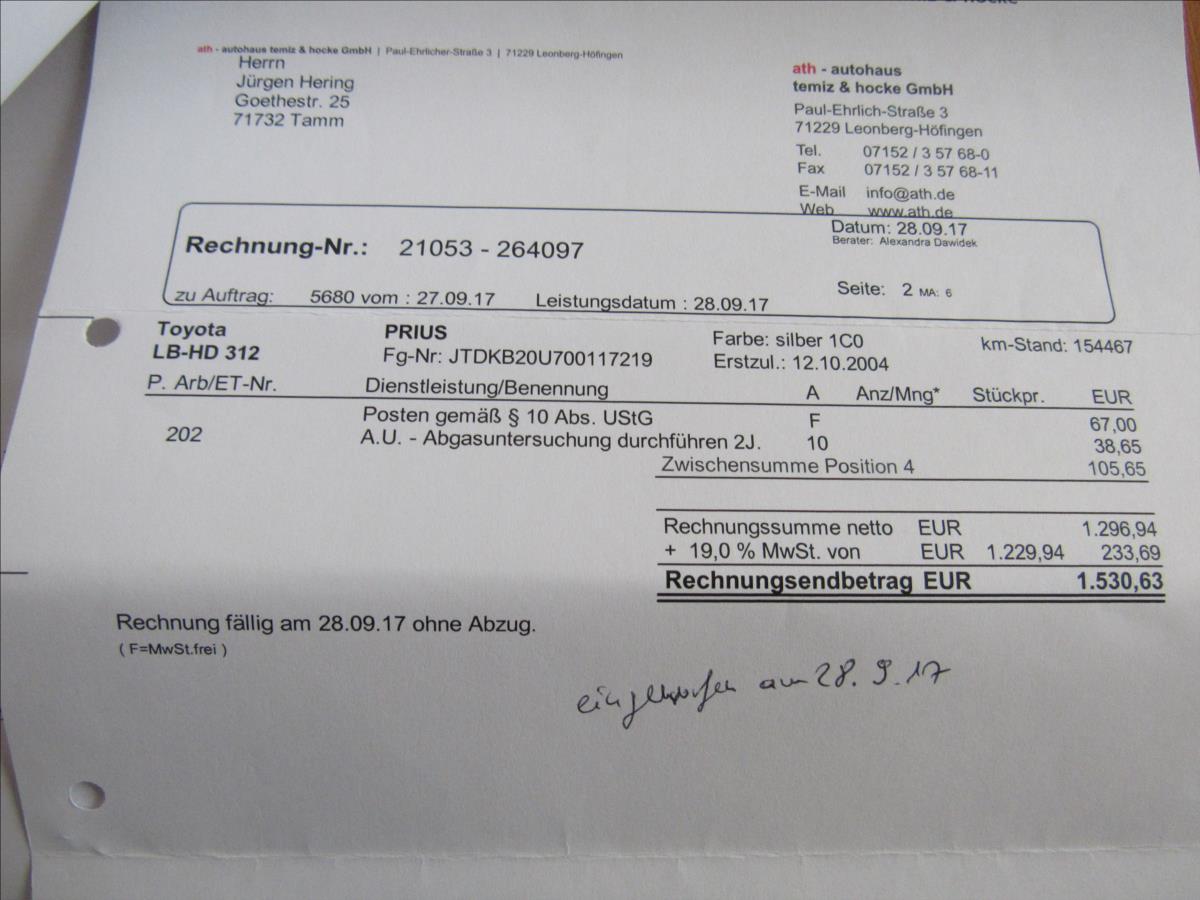 ath - autohaus temiz & hocke GmbH | Paul-Ehrlicher-Straße 3 | 71229 Leonberg-Höfingen
Herrn
Jürgen Hering
Goethestr. 25
71732 Tamm
ath - autohaus
temiz & hocke GmbH
Paul-Ehrlich-Straße 3
71229 Leonberg-Höfingen
Tel. 07152 / 3 57 68-0
Fax 07152 / 3 57 68-11
E-Mail info@ath.de
Web www.ath.de
Datum: 28.09.17
Berater: Alexandra Dawidek
Rechnung-Nr.: 21053 - 264097
zu Auftrag: 5680 vom : 27.09.17 Leistungsdatum : 28.09.17 Seite: 2 MA: 6
Toyota PRIUS Farbe: silber 1C0 km-Stand: 154467
LB-HD 312 Fg-Nr: JTDKB20U700117219 Erstzul.: 12.10.2004
P. Arb/ET-Nr. Dienstleistung/Benennung A Anz/Mng* Stückpr. EUR
Posten gemäß § 10 Abs. UStG F 67,00
202 A.U. - Abgasuntersuchung durchführen 2J. 10 38,65
Zwischensumme Position 4 105,65
Rechnungssumme netto EUR 1.296,94
+ 19,0 % MwSt. von EUR 1.229,94 233,69
Rechnungsendbetrag EUR 1.530,63
Rechnung fällig am 28.09.17 ohne Abzug.
( F=MwSt.frei )
am 28. 9. 17